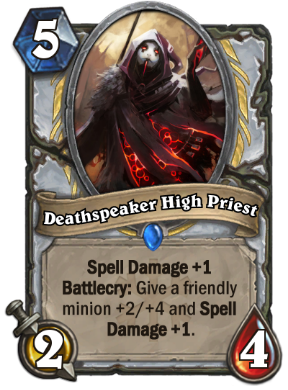 5
Deathspeaker High Priest
Spell Damage +1
Battlecry: Give a friendly
minion +2/+4 and Spell
Damage +1.
2
4